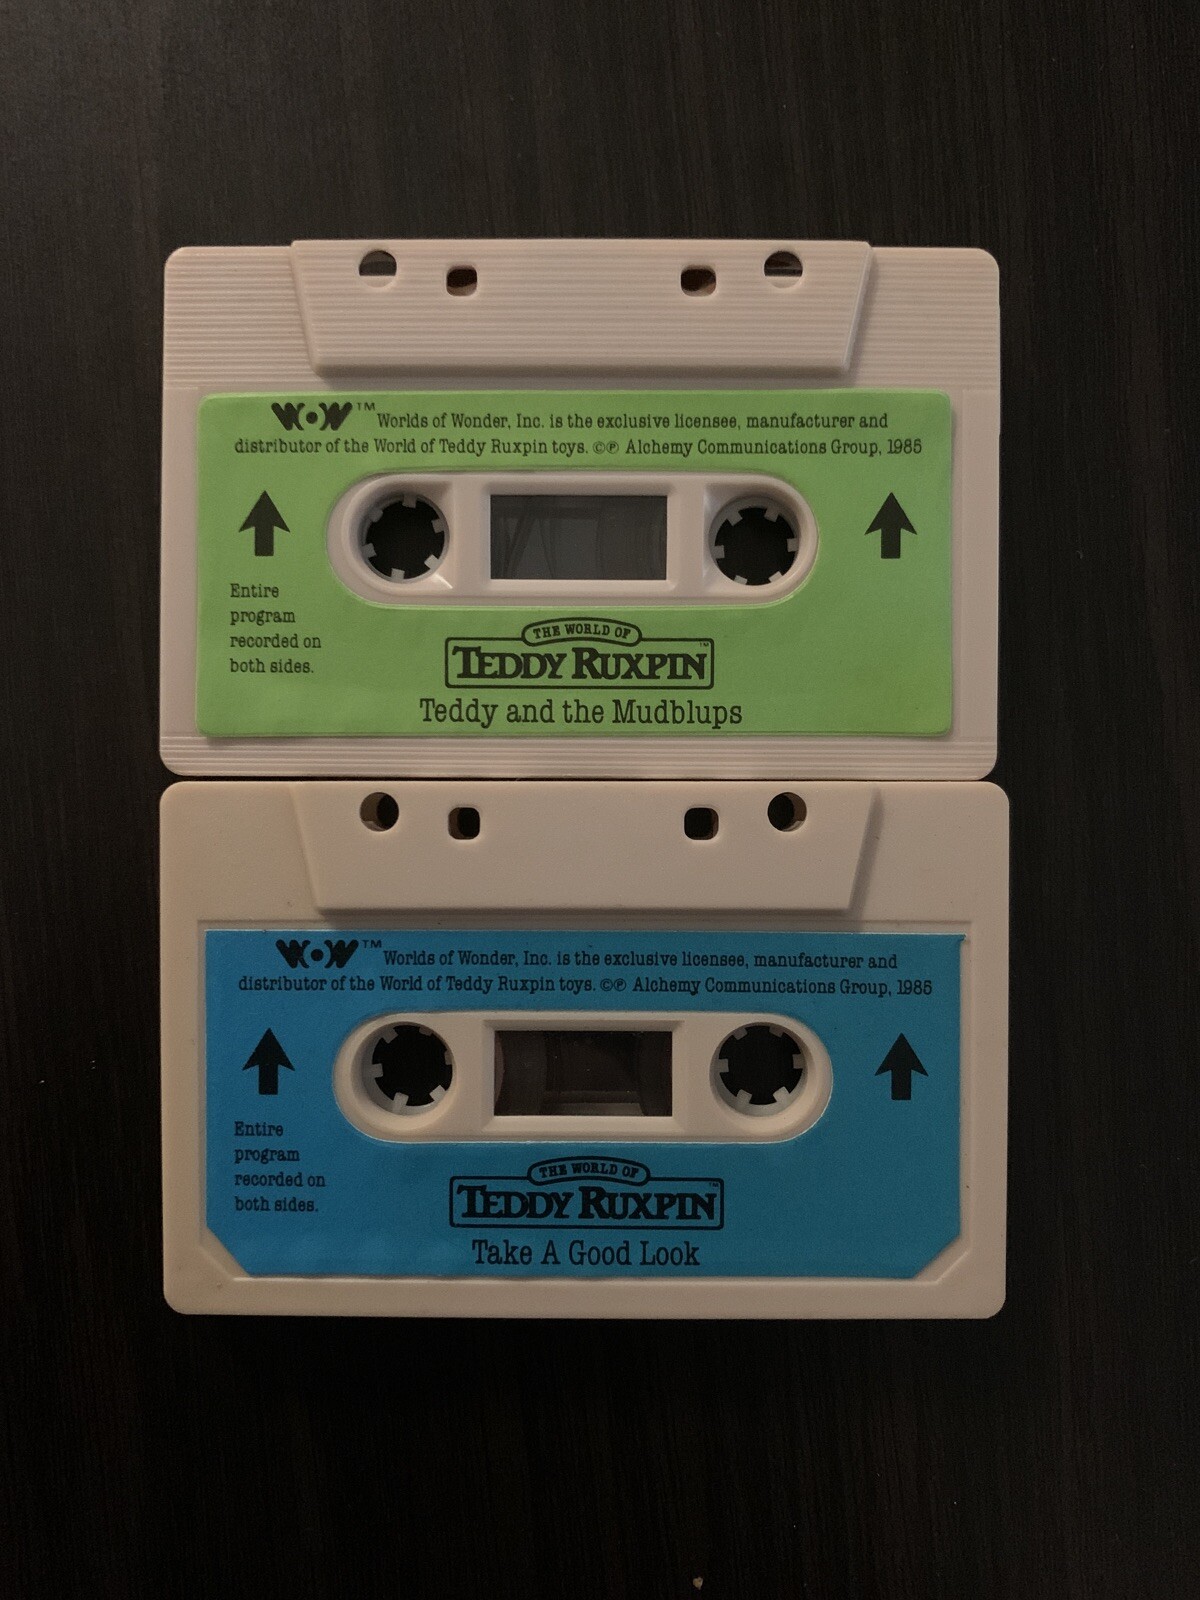 WOW™ Worlds of Wonder, Inc. is the exclusive licensee, manufacturer and
distributor of the World of Teddy Ruxpin toys. ©℗ Alchemy Communications Group, 1985
Entire
program
recorded on
both sides.
THE WORLD OF
TEDDY RUXPIN™
Teddy and the Mudblups
WOW™ Worlds of Wonder, Inc. is the exclusive licensee, manufacturer and
distributor of the World of Teddy Ruxpin toys. ©℗ Alchemy Communications Group, 1985
Entire
program
recorded on
both sides.
THE WORLD OF
TEDDY RUXPIN™
Take A Good Look